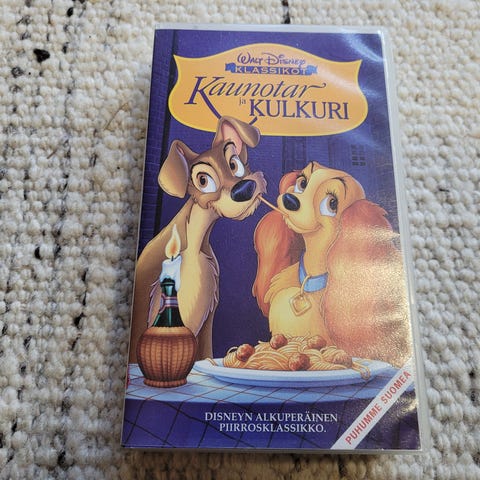 WALT DISNEY
KLASSIKOT
Kaunotar
ja KULKURI
DISNEYN ALKUPERÄINEN
PIIRROSKLASSIKKO.
PUHUMME SUOMEA